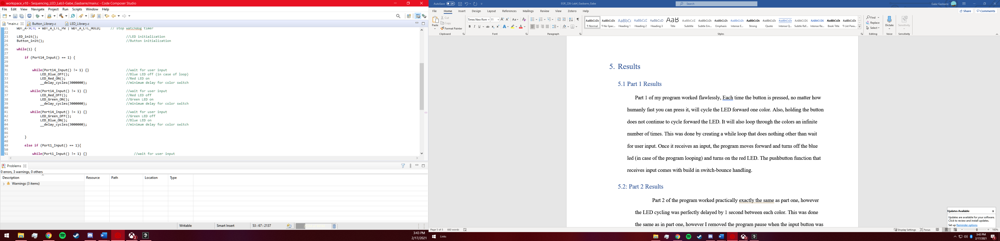 workspace_v10 - Sequencing_LED_Lab3-Gabe_Gasbarre/main.c - Code Composer Studio
File Edit View Navigate Project Run Scripts Window Help
*main.c Button_Library.c LED_Library.c
21 WDT_A->CTL = WDT_A_CTL_PW | WDT_A_CTL_HOLD; // stop watchdog timer
22
23 LED_init(); //LED initialization
24 Button_init(); //Button initialization
25
26 while(1) {
27
28 if (Port14_Input() == 1) {
29
30
31 while(Port14_Input() != 1) {} //wait for user input
32 LED_Blue_OFF(); //Blue LED off (in case of loop)
33 LED_Red_ON(); //Red LED on
34 __delay_cycles(3000000); //minimum delay for color switch
35
36 while(Port14_Input() != 1) {} //wait for user input
37 LED_Red_OFF(); //Red LED off
38 LED_Green_ON(); //Green LED on
39 __delay_cycles(3000000); //minimum delay for color switch
40
41 while(Port14_Input() != 1) {} //wait for user input
42 LED_Green_OFF(); //Green LED off
43 LED_Blue_ON(); //Blue LED on
44 __delay_cycles(3000000); //minimum delay for color switch
45
46
47 }
48
49 else if (Port1_Input() == 1){
50
51 while(Port1_Input() != 1) {} //wait for user input
Problems
0 errors, 3 warnings, 0 others
Description Resource Path Location Type
Warnings (3 items)
Writable Smart Insert 53 : 67 : 2137
3:43 PM
2/17/2021
AutoSave Off EGR_226-Lab4_Gasbarre_Gabe Search Gabe Gasbarre
File Home Insert Design Layout References Mailings Review View Zotero Help Share Comments
Paste Cut Copy Format Painter
Times New Rom 11
AaBbCcDc AaBbCcDc AaBbCc AaBbCcE AaBbCcD AaB AaBbCcD AaBbCcDc AaBbCcDc AaBbCcDc AaBbCcDc AaBbCcDc AaBbCcDc AABBCCDD AABBCCDD AaBbCcDc AaBbCcDc
¶ Normal ¶ No Spac... Heading 1 Heading 2 Heading 3 Title Subtitle Subtle Em... Emphasis Intense E... Strong Quote Intense Q... Subtle Ref... Intense Re... Book Title ¶ List Para...
Find Replace Select Dictate Sensitivity
Clipboard Font Paragraph Styles Editing Voice Sensitivity
5. Results
5.1 Part 1 Results
Part 1 of my program worked flawlessly, Each time the button is pressed, no matter how
humanly fast you can press it, will cycle the LED forward one color. Also, holding the button
does not continue to cycle forward the LED. It will also loop through the colors an infinite
number of times. This was done by creating a while loop that does nothing other than wait
for user input. Once it receives an input, the program moves forward and turns off the blue
led (in case of the program looping) and turns on the red LED. The pushbutton function that
receives input comes with build in switch-bounce handling.
5.2: Part 2 Results
Part 2 of the program worked practically exactly the same as part one, however
the LED cycling was perfectly delayed by 1 second between each color. This was done
the same as in part one, however I removed the program pause when the input button was
Updates Available x
Updates are available for your software.
Click to review and install updates.
Set up Reminder options
Page 5 of 5 660 words Display Settings Focus 160%
Links
3:43 PM
2/17/2021